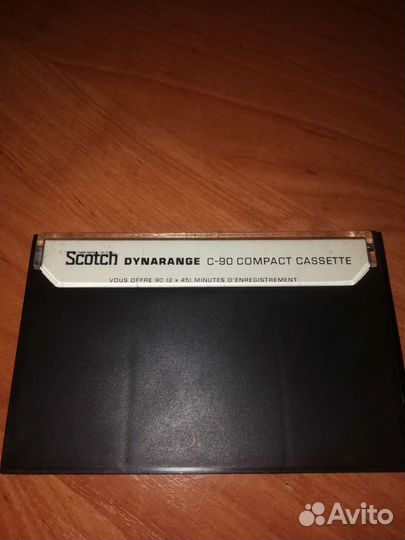 Scotch DYNARANGE C-90 COMPACT CASSETTE
VOUS OFFRE 90 (2 x 45) MINUTES D'ENREGISTREMENT
Avito